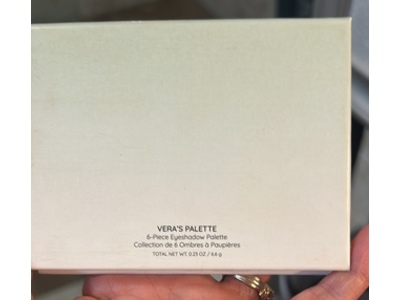 VERA'S PALETTE
6-Piece Eyeshadow Palette
Collection de 6 Ombres à Paupières
TOTAL NET WT. 0.23 OZ / 6.6 g